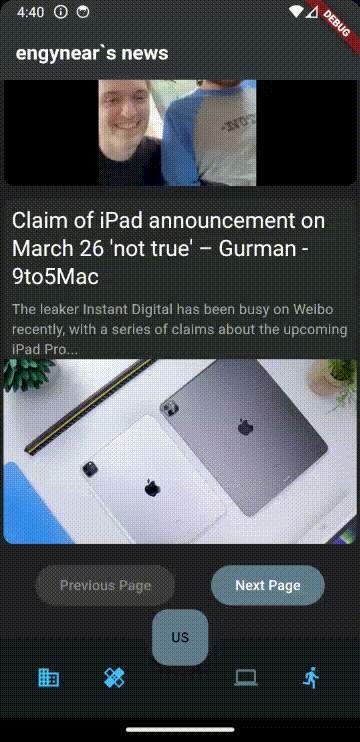 4:40
DEBUG
engynear`s news
Claim of iPad announcement on
March 26 'not true' – Gurman -
9to5Mac
The leaker Instant Digital has been busy on Weibo
recently, with a series of claims about the upcoming
iPad Pro...
Previous Page
Next Page
US